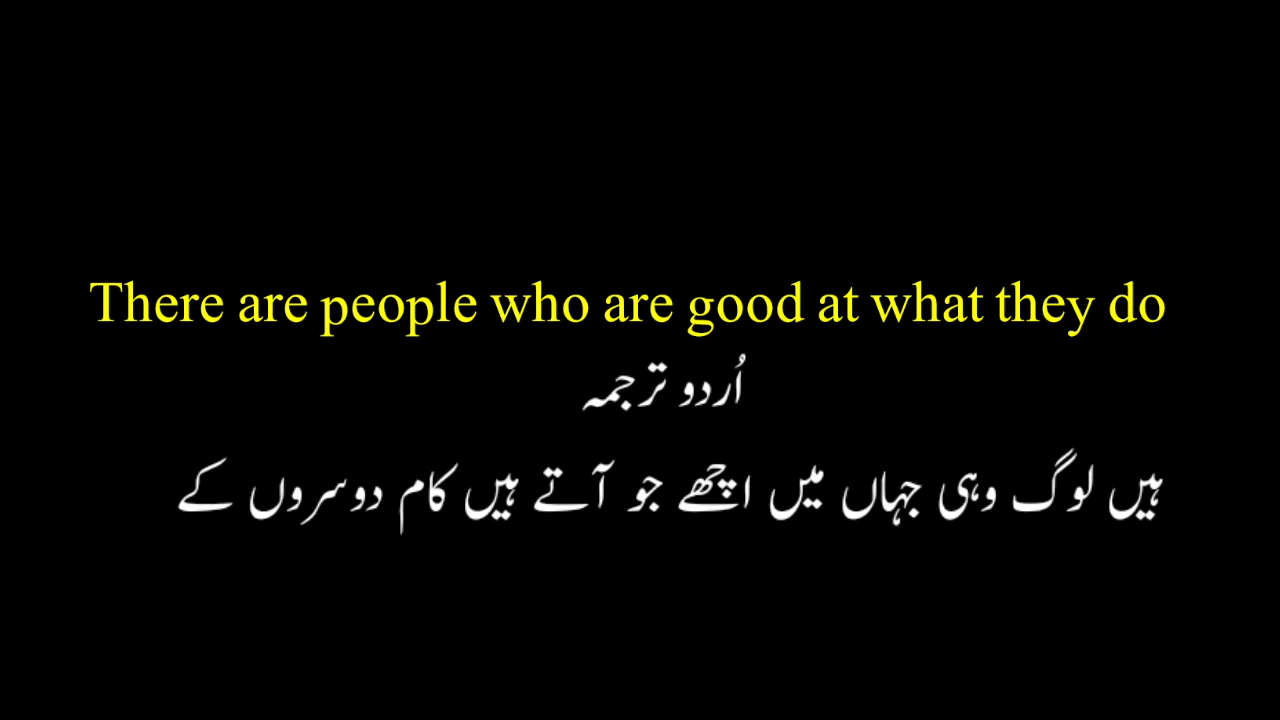 There are people who are good at what they do
اُردو ترجمہ
ہیں لوگ وہی جہاں میں اچھے جو آتے ہیں کام دوسروں کے